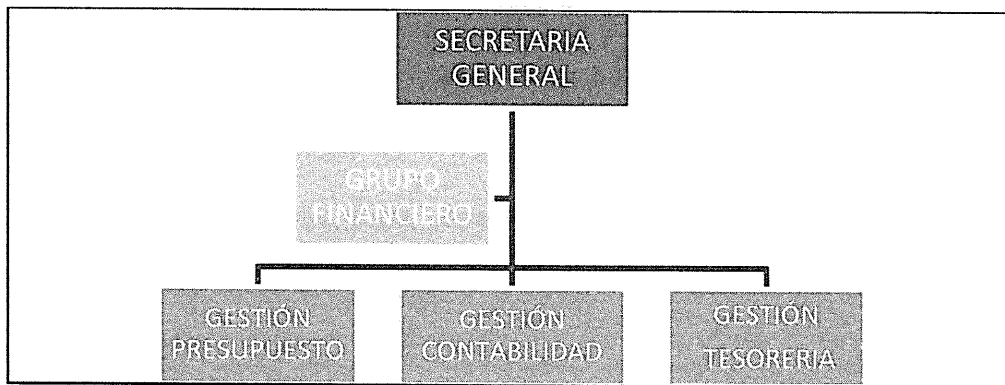 SECRETARIA
GENERAL
GRUPO
FINANCIERO
GESTIÓN
PRESUPUESTO
GESTIÓN
CONTABILIDAD
GESTIÓN
TESORERIA